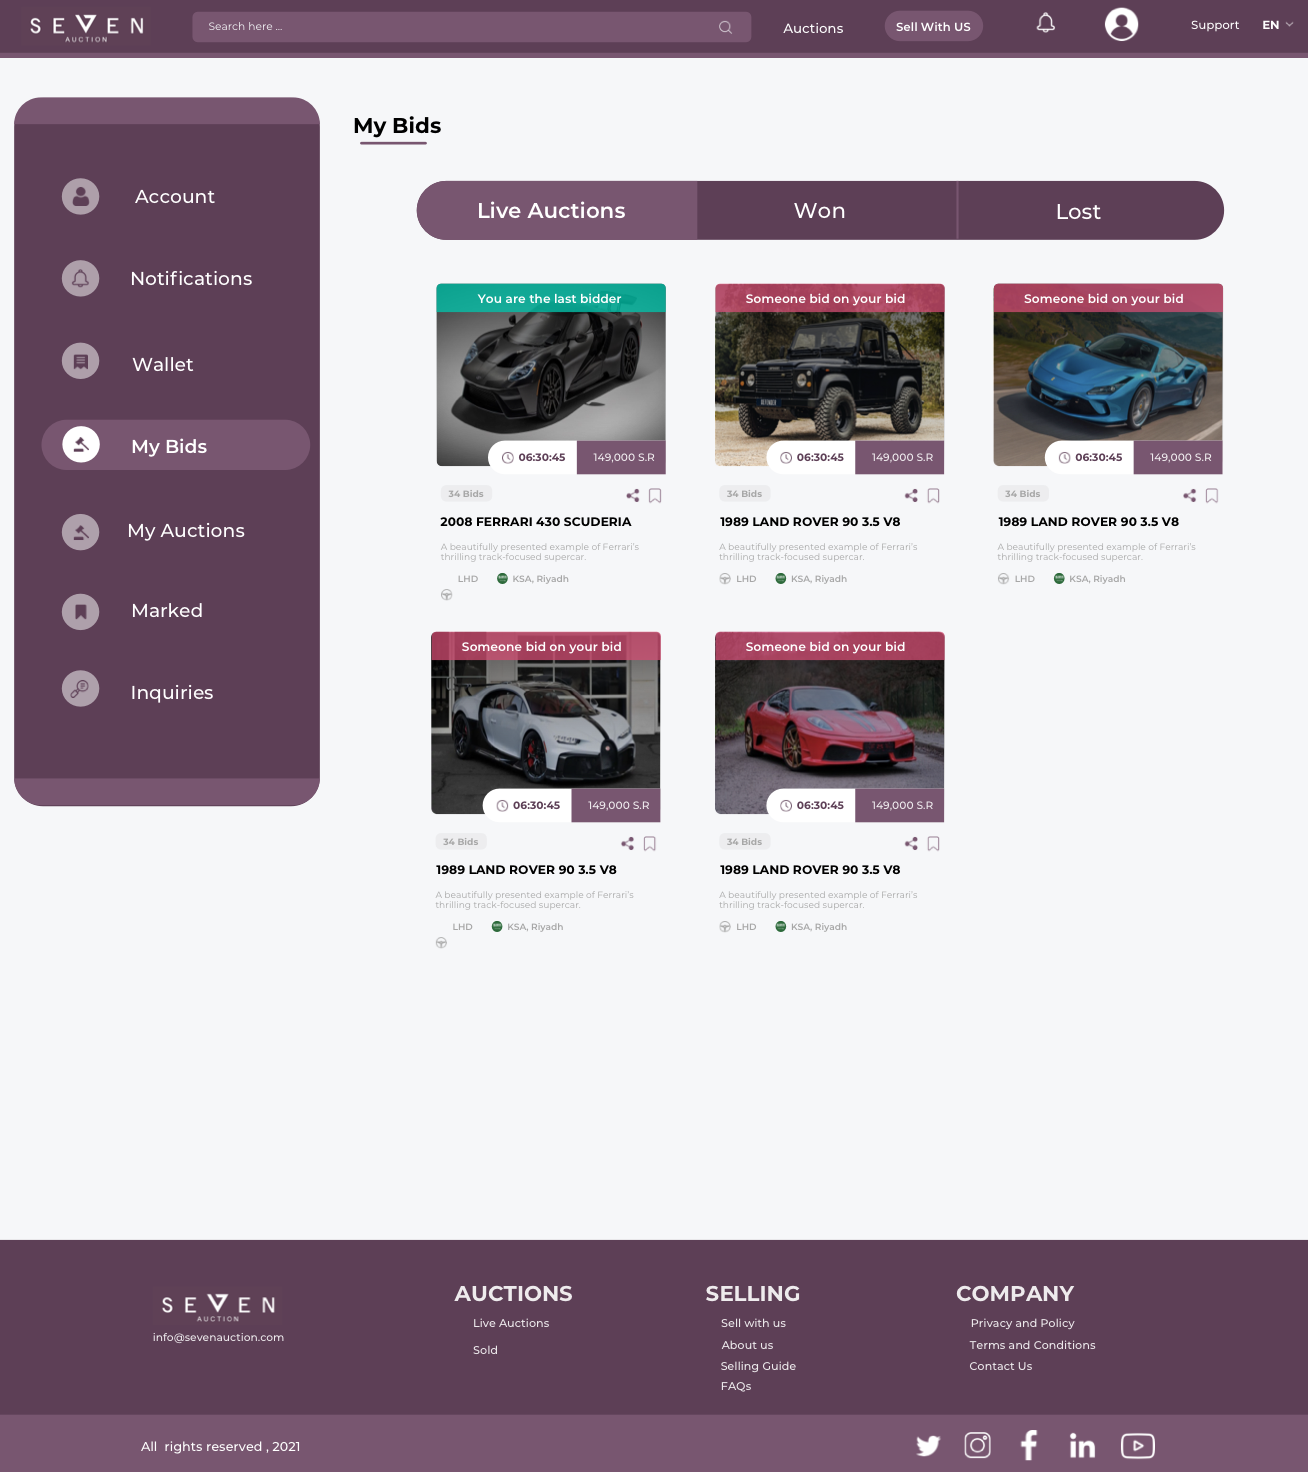 SEVEN
AUCTION
Search here ...
Auctions
Sell With US
Support
EN
My Bids
Account
Notifications
Wallet
My Bids
My Auctions
Marked
Inquiries
Live Auctions
Won
Lost
You are the last bidder
06:30:45
149,000 S.R
34 Bids
2008 FERRARI 430 SCUDERIA
A beautifully presented example of Ferrari's
thrilling track-focused supercar.
LHD
KSA, Riyadh
Someone bid on your bid
06:30:45
149,000 S.R
34 Bids
1989 LAND ROVER 90 3.5 V8
A beautifully presented example of Ferrari's
thrilling track-focused supercar.
LHD
KSA, Riyadh
Someone bid on your bid
06:30:45
149,000 S.R
34 Bids
1989 LAND ROVER 90 3.5 V8
A beautifully presented example of Ferrari's
thrilling track-focused supercar.
LHD
KSA, Riyadh
Someone bid on your bid
06:30:45
149,000 S.R
34 Bids
1989 LAND ROVER 90 3.5 V8
A beautifully presented example of Ferrari's
thrilling track-focused supercar.
LHD
KSA, Riyadh
Someone bid on your bid
06:30:45
149,000 S.R
34 Bids
1989 LAND ROVER 90 3.5 V8
A beautifully presented example of Ferrari's
thrilling track-focused supercar.
LHD
KSA, Riyadh
SEVEN
AUCTION
info@sevenauction.com
AUCTIONS
Live Auctions
Sold
SELLING
Sell with us
About us
Selling Guide
FAQs
COMPANY
Privacy and Policy
Terms and Conditions
Contact Us
All rights reserved , 2021